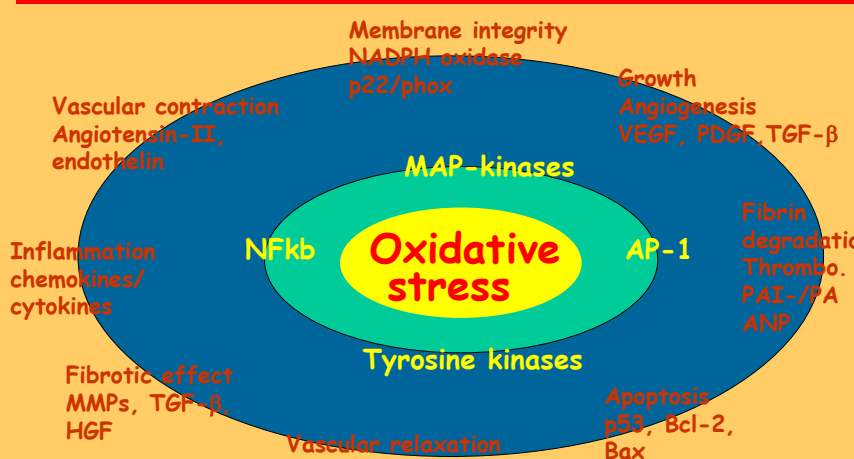 Membrane integrity
NADPH oxidase
p22/phox
Growth
Angiogenesis
VEGF, PDGF,TGF-β
Vascular contraction
Angiotensin-II,
endothelin
MAP-kinases
Fibrin
degradatio
Thrombo.
PAI-/PA
ANP
Inflammation
chemokines/
cytokines
NFkb
Oxidative
stress
AP-1
Tyrosine kinases
Fibrotic effect
MMPs, TGF-β,
HGF
Apoptosis
p53, Bcl-2,
Bax
Vascular relaxation